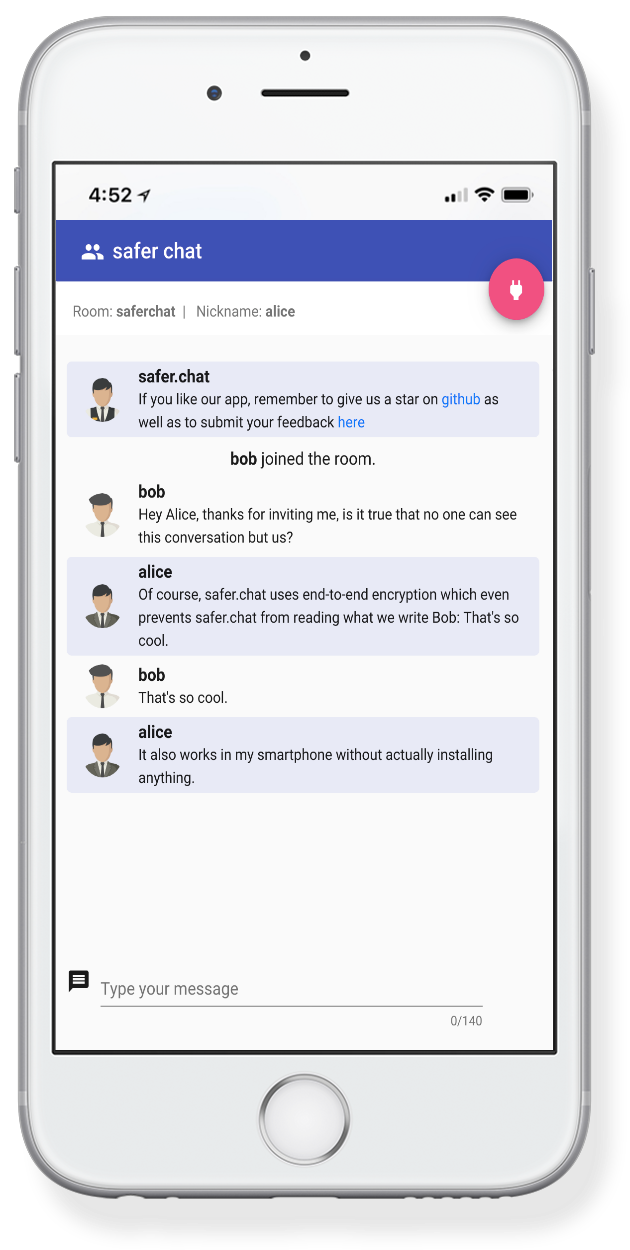 4:52
safer chat
Room: saferchat | Nickname: alice
safer.chat
If you like our app, remember to give us a star on github as
well as to submit your feedback here
bob joined the room.
bob
Hey Alice, thanks for inviting me, is it true that no one can see
this conversation but us?
alice
Of course, safer.chat uses end-to-end encryption which even
prevents safer.chat from reading what we write Bob: That's so
cool.
bob
That's so cool.
alice
It also works in my smartphone without actually installing
anything.
Type your message
0/140